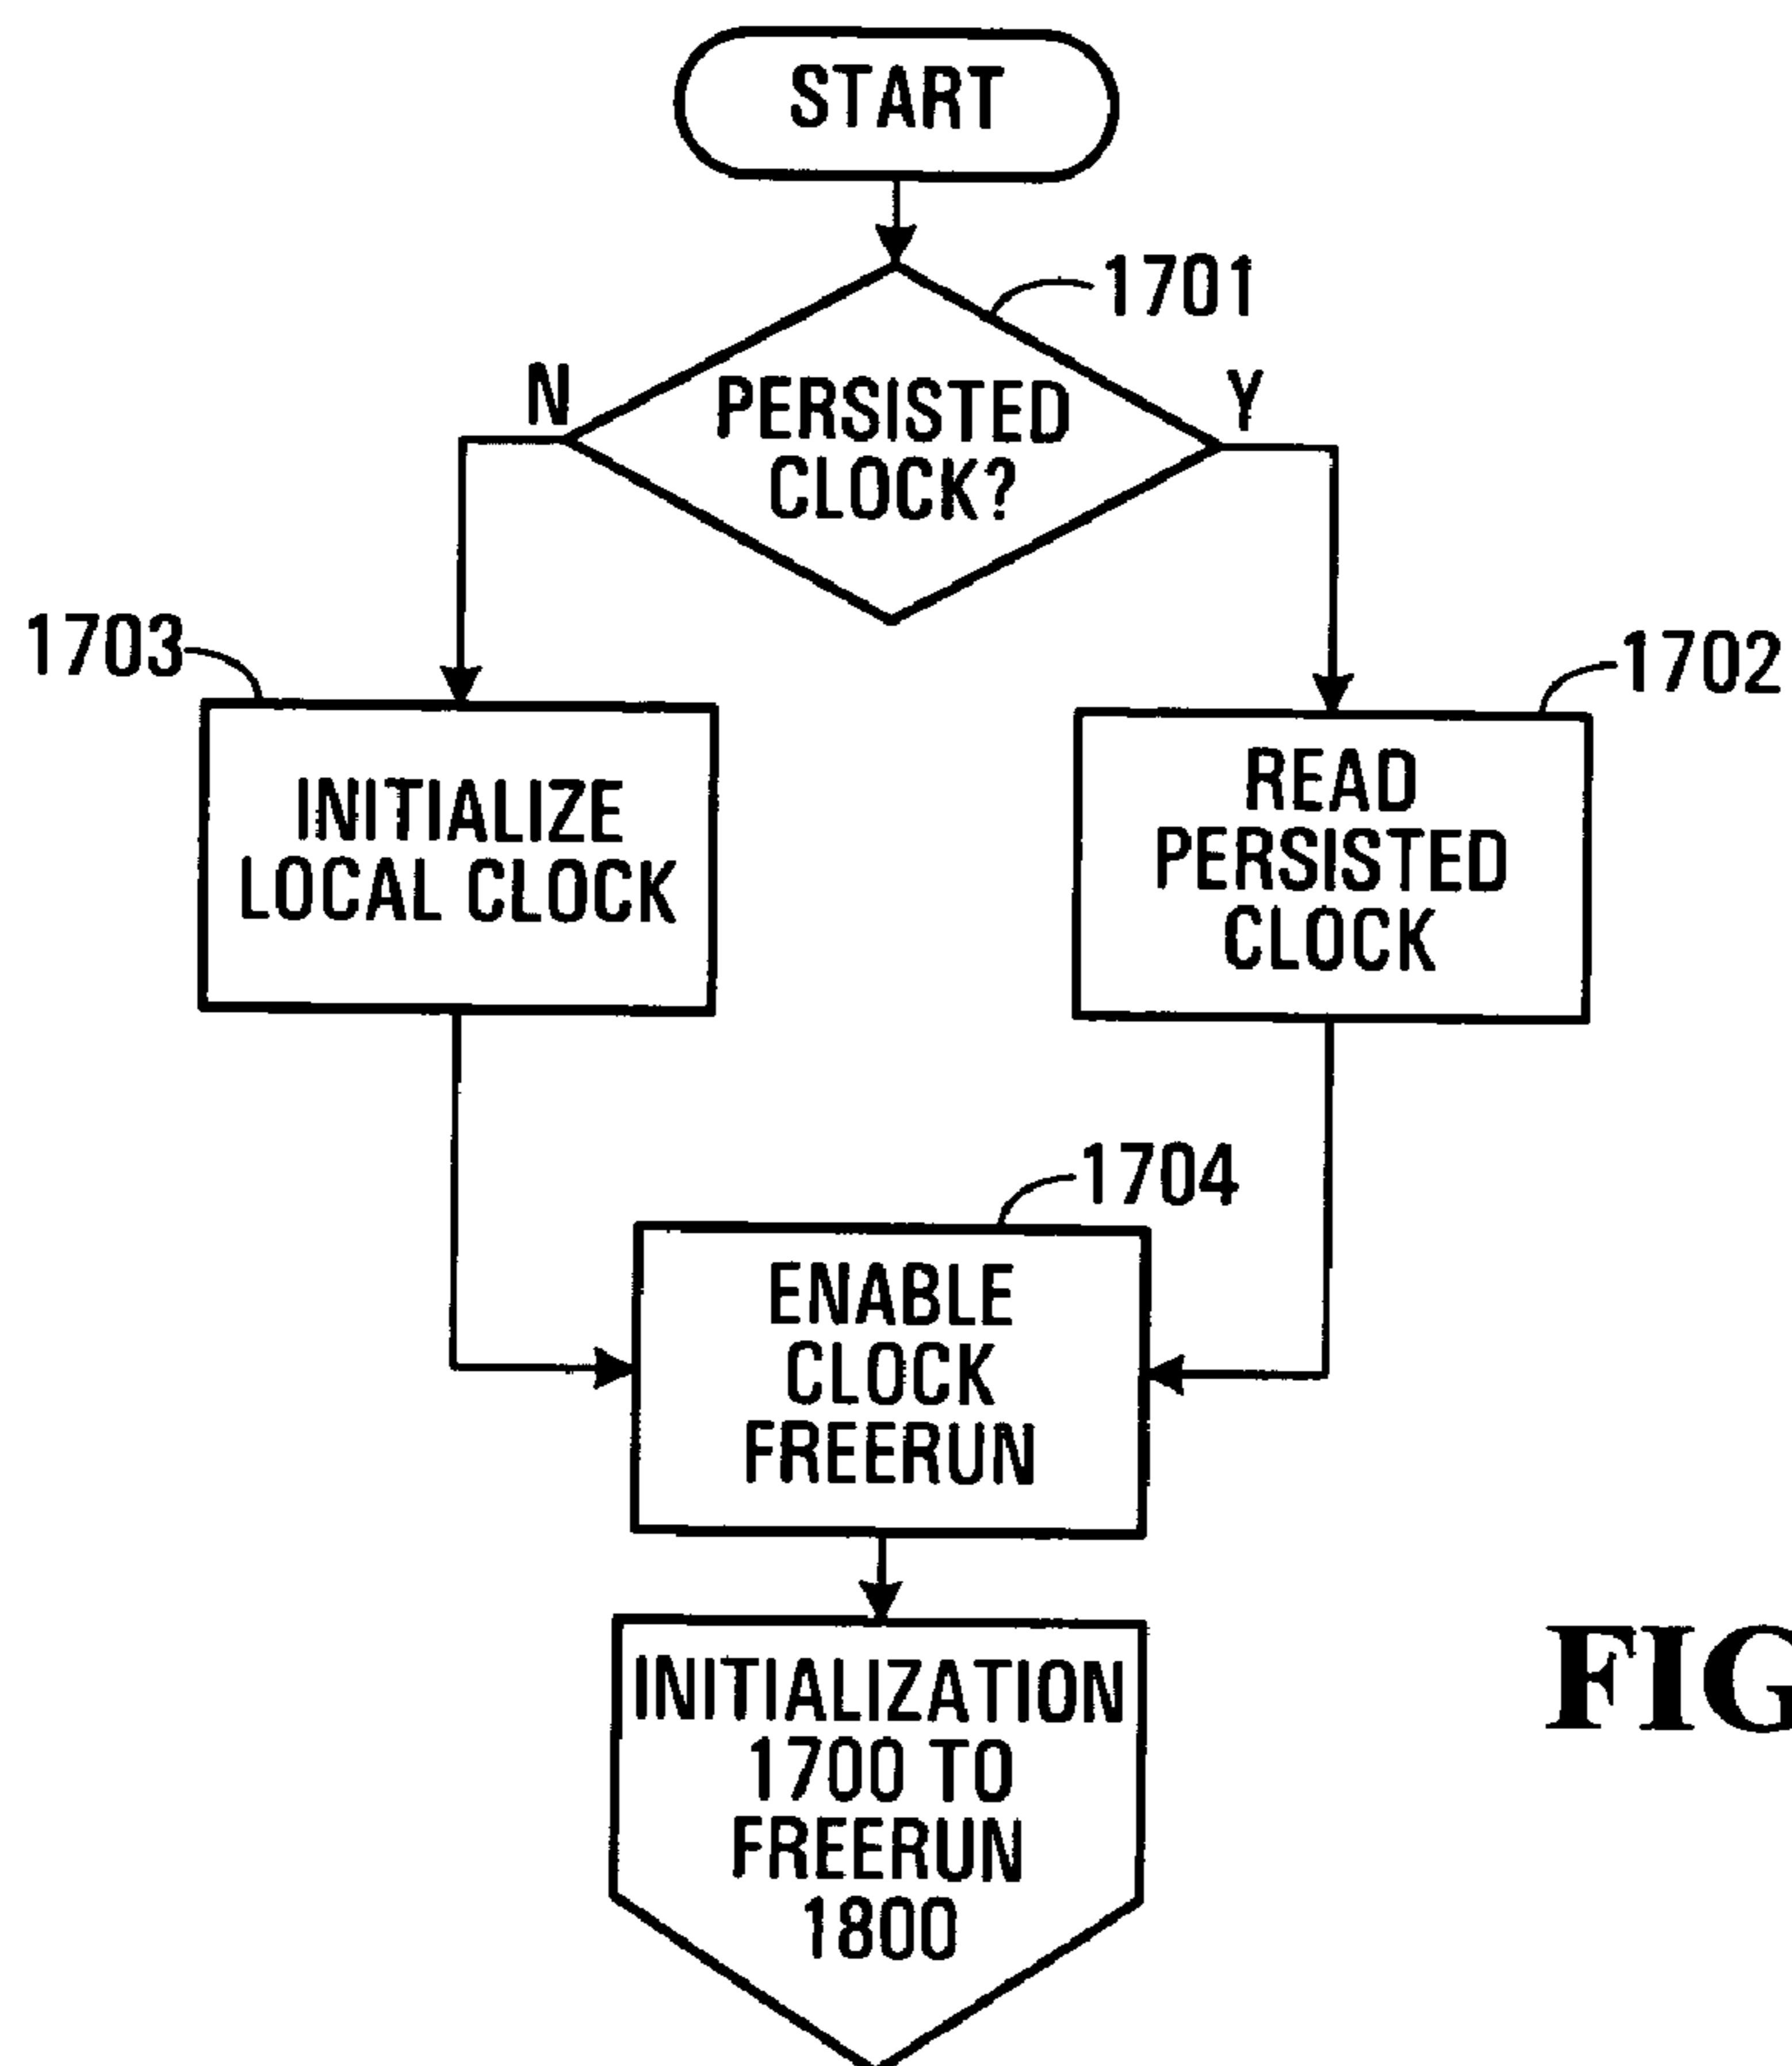 START
1701
N
Y
PERSISTED
CLOCK?
1703
1702
INITIALIZE
LOCAL CLOCK
READ
PERSISTED
CLOCK
1704
ENABLE
CLOCK
FREERUN
INITIALIZATION
1700 TO
FREERUN
1800
FIG